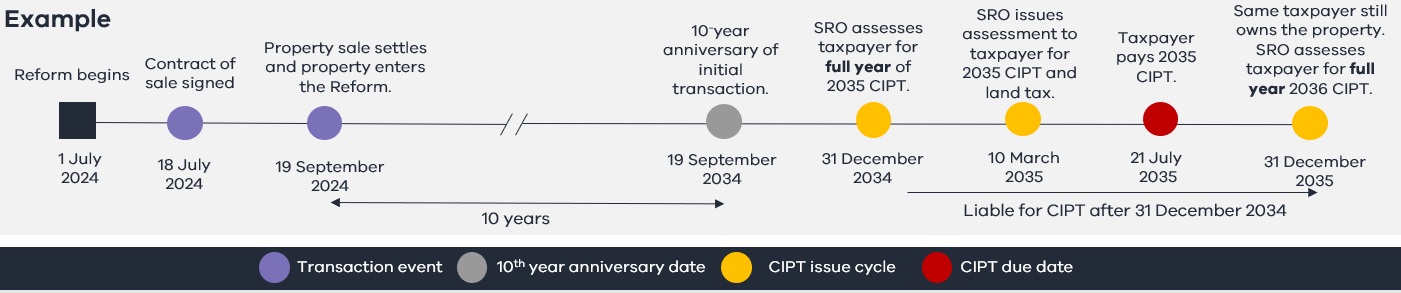 Example
Reform begins
1 July
2024
Contract of
sale signed
18 July
2024
Property sale settles
and property enters
the Reform.
19 September
2024
10 years
10-year
anniversary of
initial
transaction.
19 September
2034
SRO assesses
taxpayer for
full year of
2035 CIPT.
31 December
2034
SRO issues
assessment to
taxpayer for
2035 CIPT and
land tax.
10 March
2035
Taxpayer
pays 2035
CIPT.
21 July
2035
Same taxpayer still
owns the property.
SRO assesses
taxpayer for full
year 2036 CIPT.
31 December
2035
Liable for CIPT after 31 December 2034
Transaction event
10th year anniversary date
CIPT issue cycle
CIPT due date